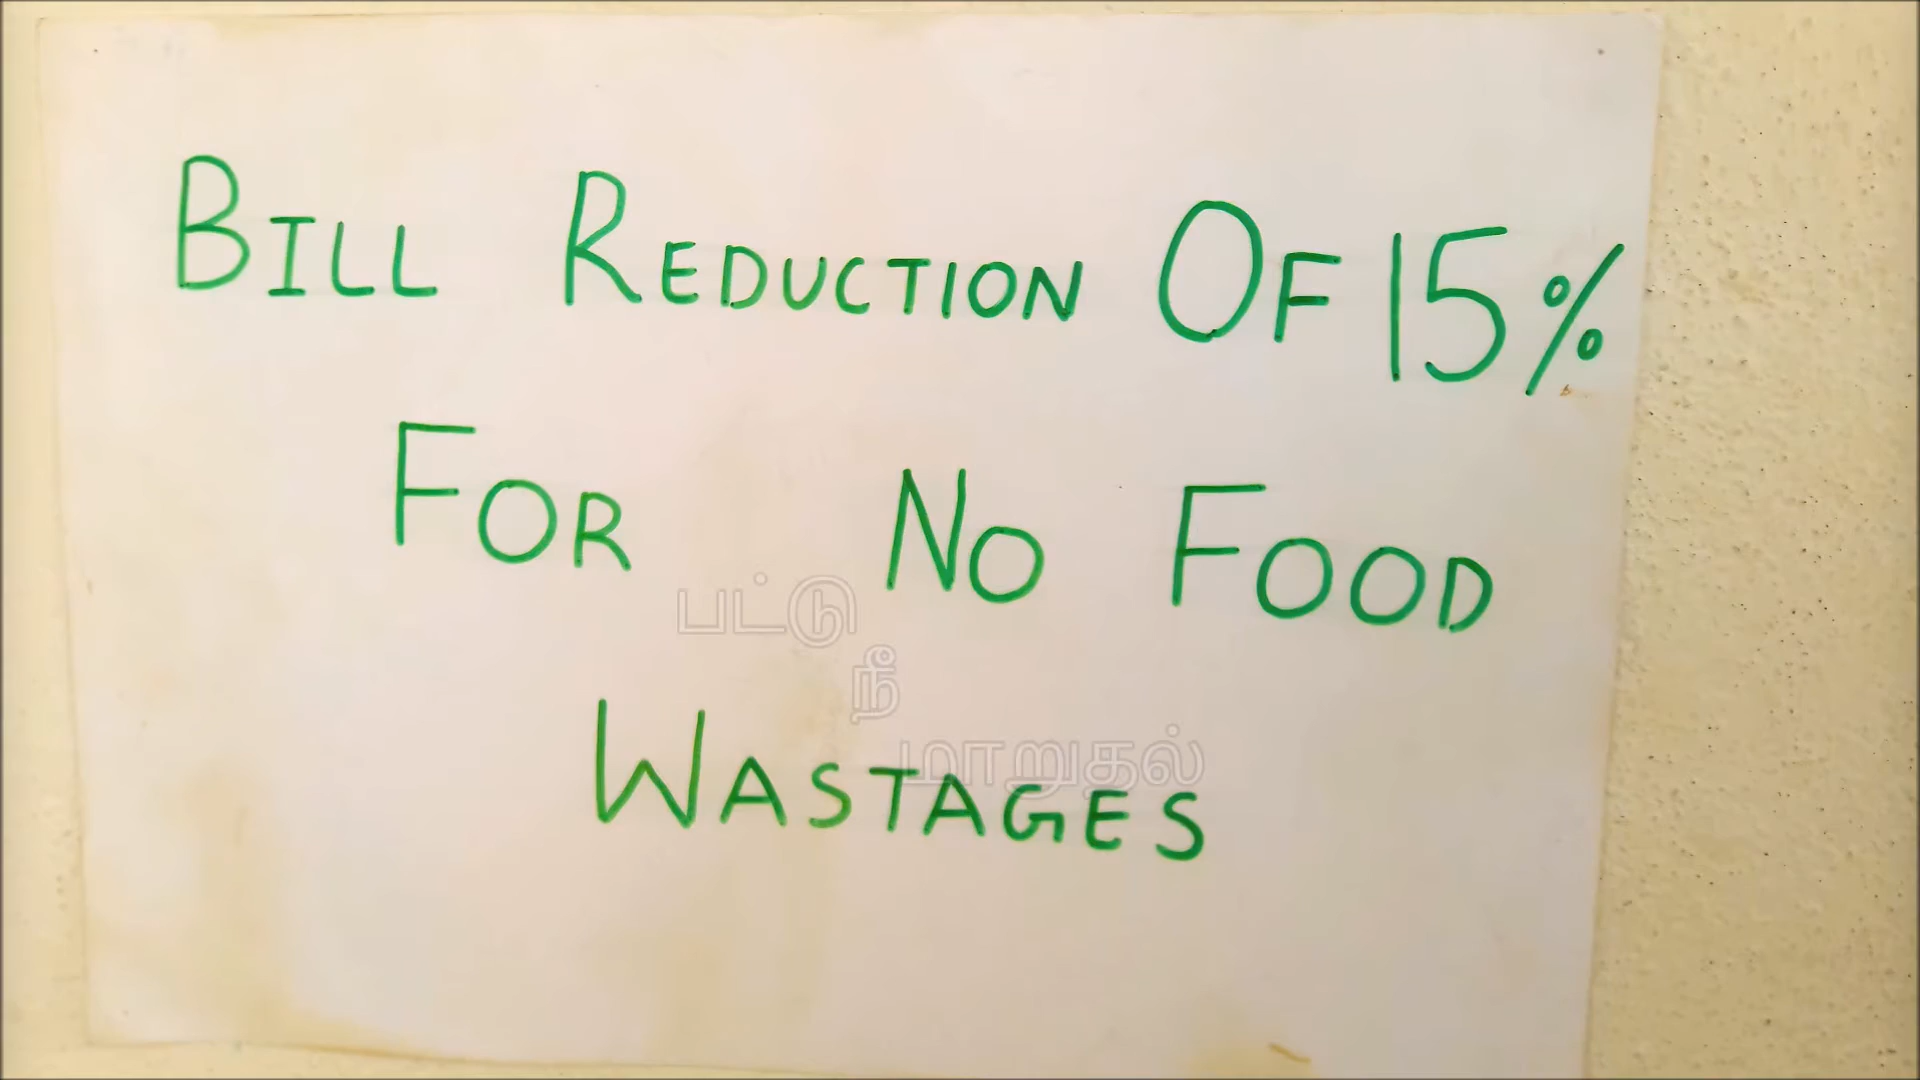 BILL REDUCTION OF 15%
FOR NO FOOD
பட்டு
நீ
மாறுதல்
WASTAGES